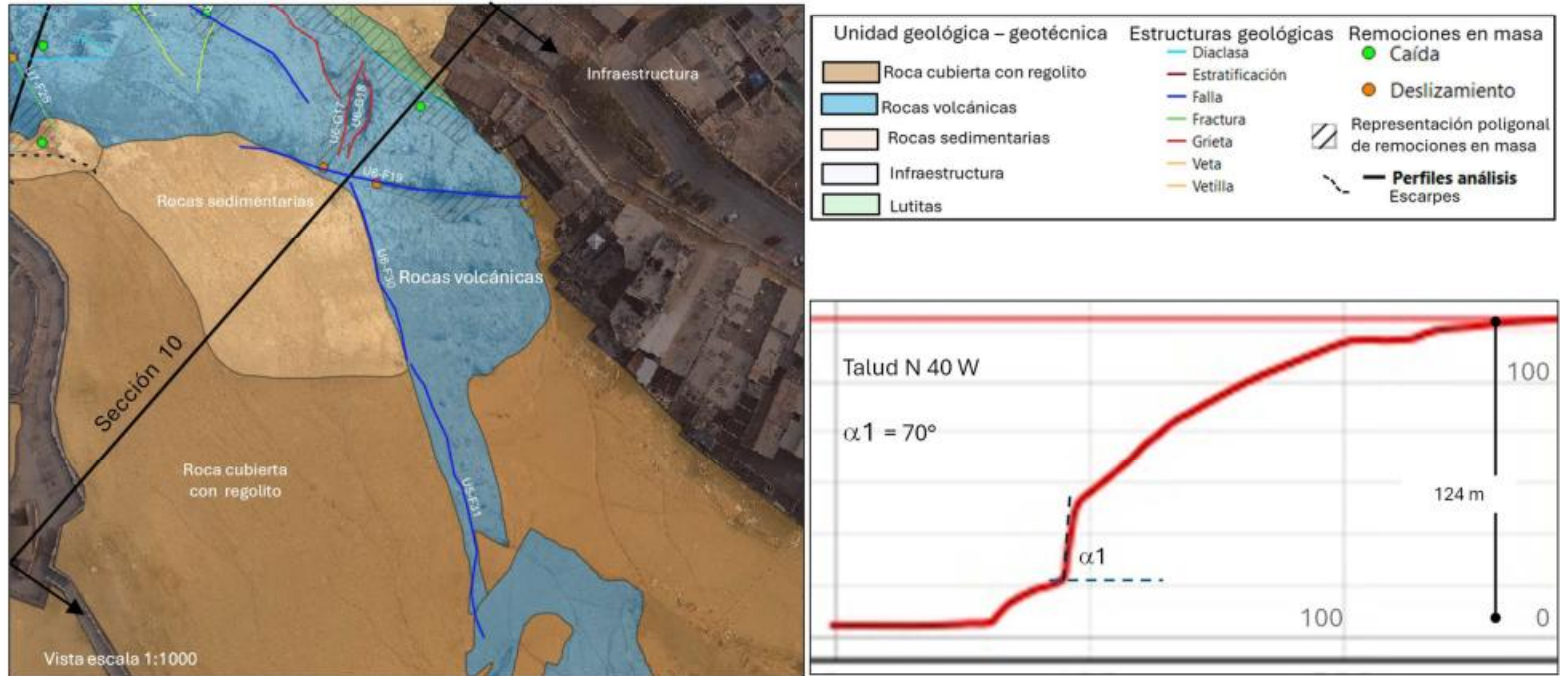 Infraestructura
U7-F25
U6-G17
U6-G18
U6-F19
Rocas sedimentarias
U6-F30
Rocas volcánicas
Sección 10
Roca cubierta
con regolito
U5-F31
Vista escala 1:1000
Unidad geológica – geotécnica
Roca cubierta con regolito
Rocas volcánicas
Rocas sedimentarias
Infraestructura
Lutitas
Estructuras geológicas
Diaclasa
Estratificación
Falla
Fractura
Grieta
Veta
Vetilla
Remociones en masa
Caída
Deslizamiento
Representación poligonal
de remociones en masa
Perfiles análisis
Escarpes
Talud N 40 W
α1 = 70°
α1
100
124 m
100
0